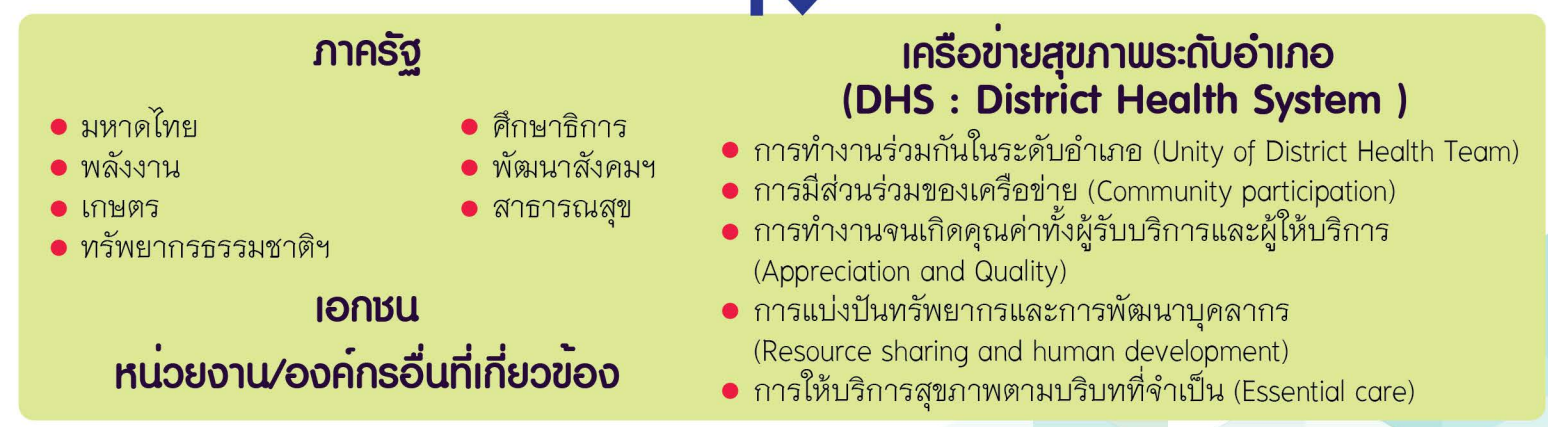 ภาครัฐ
● มหาดไทย
● พลังงาน
● เกษตร
● ทรัพยากรธรรมชาติฯ
● ศึกษาธิการ
● พัฒนาสังคมฯ
● สาธารณสุข
เอกชน
หน่วยงาน/องค์กรอื่นที่เกี่ยวข้อง
เครือข่ายสุขภาพระดับอำเภอ
(DHS : District Health System )
● การทำงานร่วมกันในระดับอำเภอ (Unity of District Health Team)
● การมีส่วนร่วมของเครือข่าย (Community participation)
● การทำงานจนเกิดคุณค่าทั้งผู้รับบริการและผู้ให้บริการ
(Appreciation and Quality)
● การแบ่งปันทรัพยากรและการพัฒนาบุคลากร
(Resource sharing and human development)
● การให้บริการสุขภาพตามบริบทที่จำเป็น (Essential care)